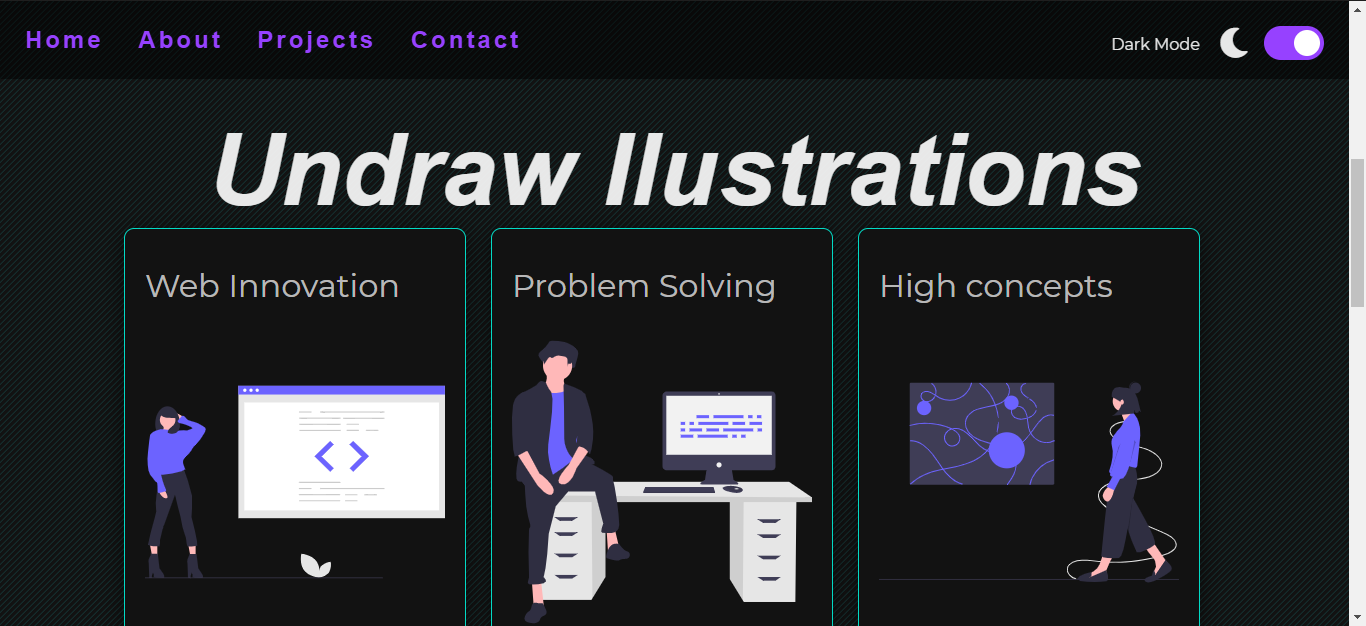 Home About Projects Contact
Dark Mode
Undraw Ilustrations
Web Innovation
Problem Solving
High concepts